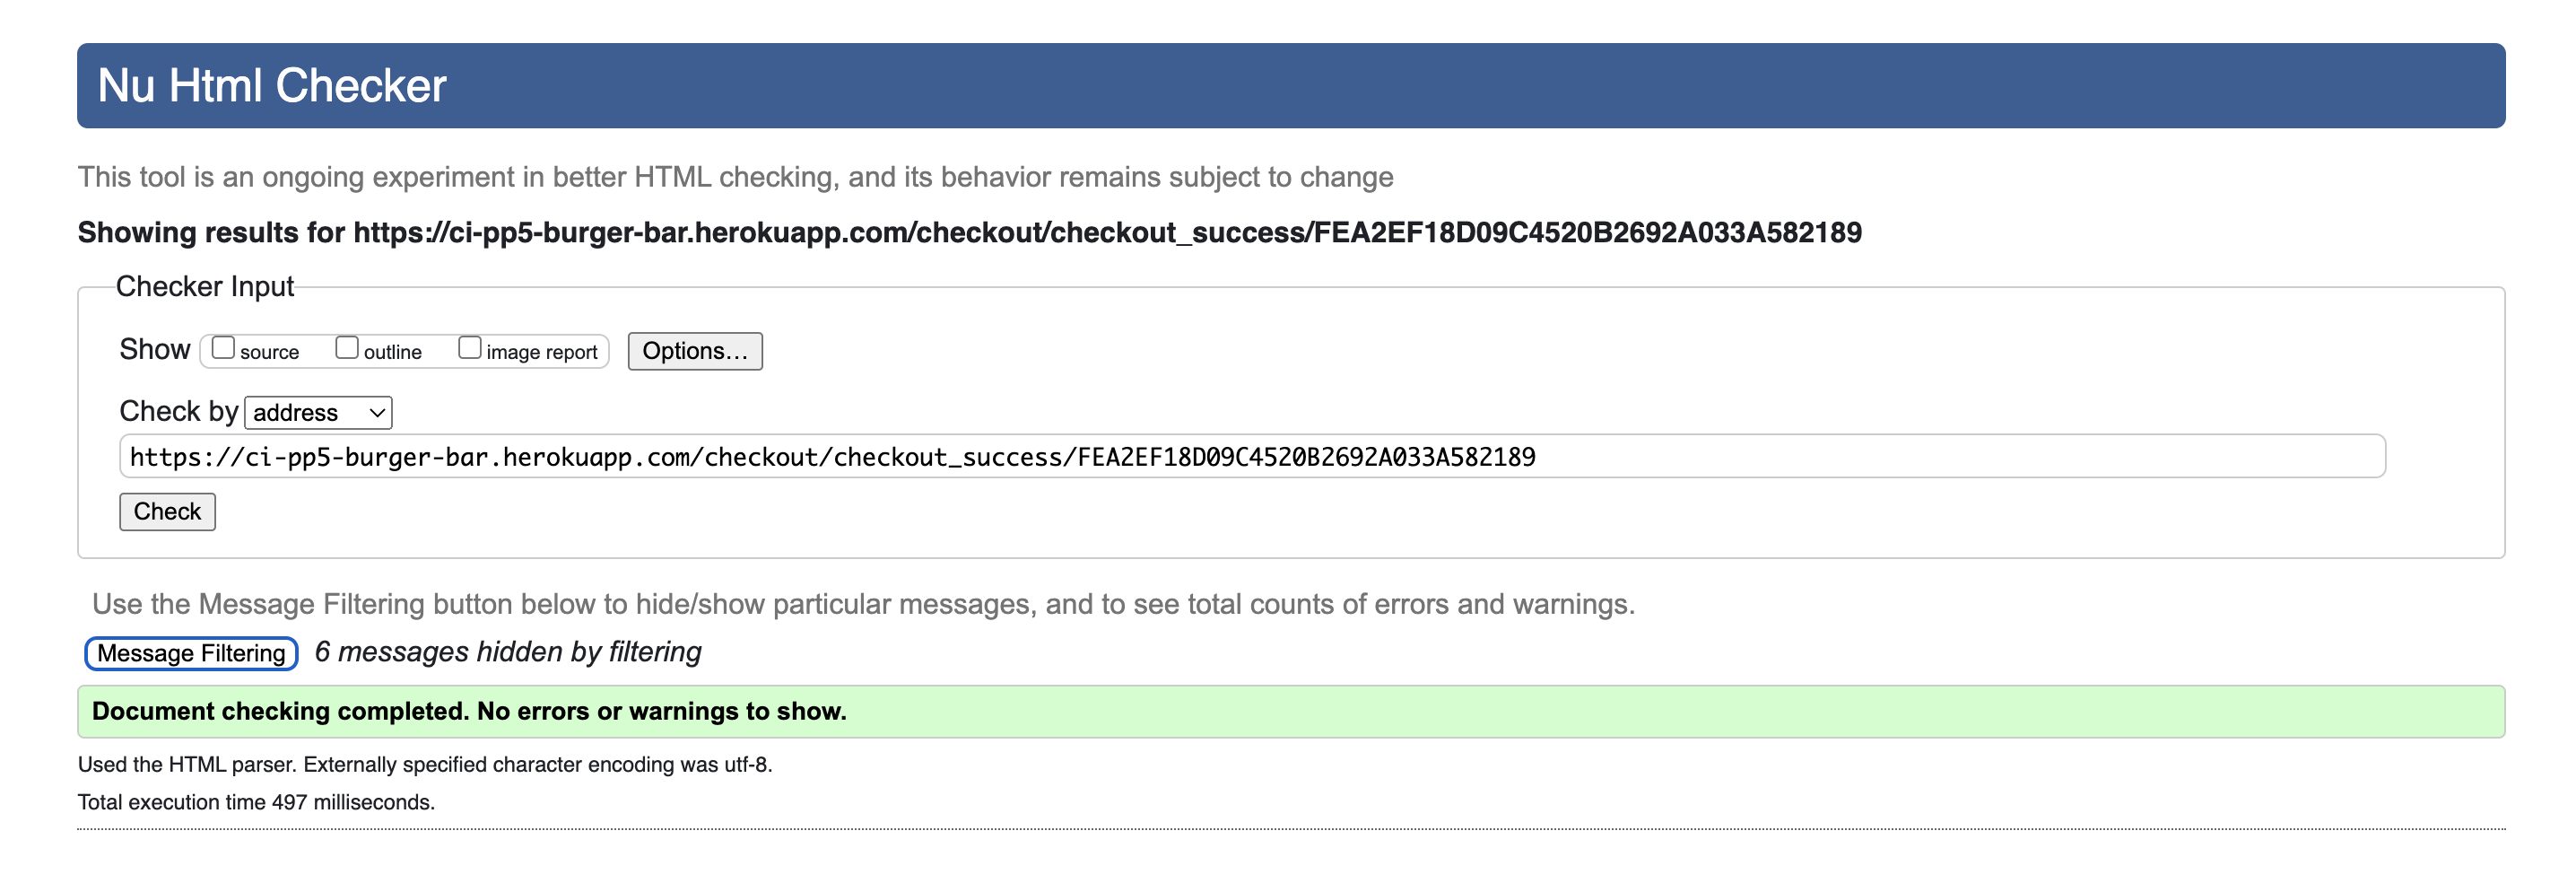 Nu Html Checker
This tool is an ongoing experiment in better HTML checking, and its behavior remains subject to change
Showing results for https://ci-pp5-burger-bar.herokuapp.com/checkout/checkout_success/FEA2EF18D09C4520B2692A033A582189
Checker Input
Show source outline image report Options…
Check by address
https://ci-pp5-burger-bar.herokuapp.com/checkout/checkout_success/FEA2EF18D09C4520B2692A033A582189
Check
Use the Message Filtering button below to hide/show particular messages, and to see total counts of errors and warnings.
Message Filtering 6 messages hidden by filtering
Document checking completed. No errors or warnings to show.
Used the HTML parser. Externally specified character encoding was utf-8.
Total execution time 497 milliseconds.